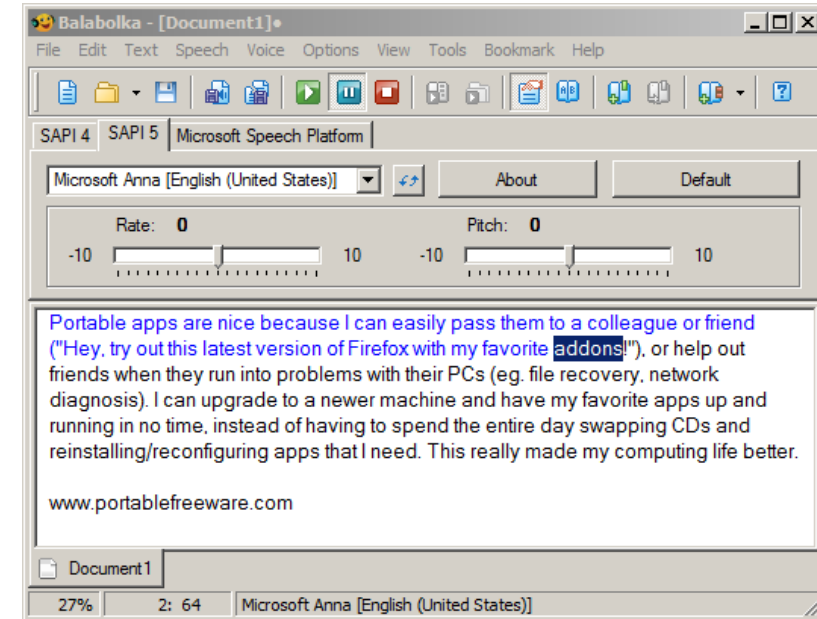 Balabolka - [Document1]•
File Edit Text Speech Voice Options View Tools Bookmark Help
SAPI 4 SAPI 5 Microsoft Speech Platform
Microsoft Anna [English (United States)] About Default
Rate: 0 Pitch: 0
-10 10 -10 10
Portable apps are nice because I can easily pass them to a colleague or friend
("Hey, try out this latest version of Firefox with my favorite addons!"), or help out
friends when they run into problems with their PCs (eg. file recovery, network
diagnosis). I can upgrade to a newer machine and have my favorite apps up and
running in no time, instead of having to spend the entire day swapping CDs and
reinstalling/reconfiguring apps that I need. This really made my computing life better.
www.portablefreeware.com
Document1
27% 2: 64 Microsoft Anna [English (United States)]